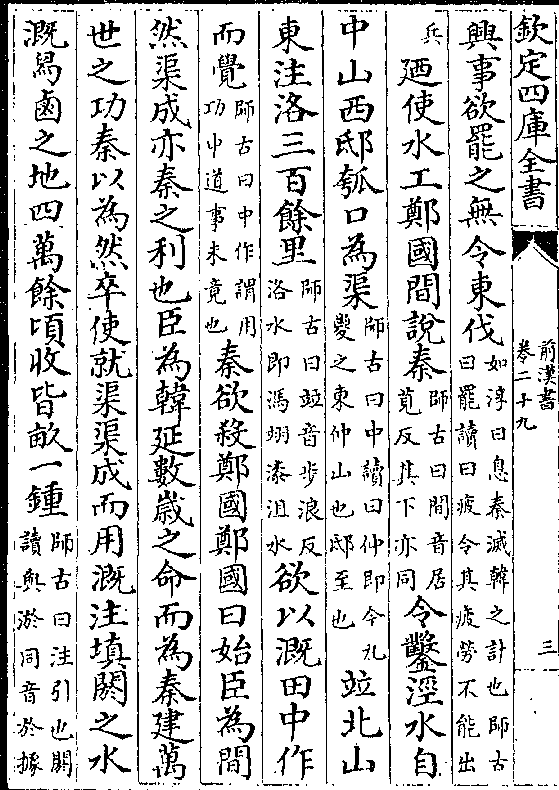 欽定四庫全書
前漢書
卷二十九
三
興事欲罷之無令東伐如淳曰息秦滅韓之計也師古曰罷讀曰疲令其疲勞不能出
兵廼使水工鄭國間說秦師古曰間音居莧反其下亦同令鑿涇水自
中山西邸瓠口為渠師古曰中讀曰仲即今九嵏之東仲山也邸至也竝北山
東注洛三百餘里師古曰竝音步浪反洛水即馮翊漆沮水欲以溉田中作
而覺師古曰中作謂用功中道事未竟也秦欲殺鄭國鄭國曰始臣為間
然渠成亦秦之利也臣為韓延數歲之命而為秦建萬
世之功秦以為然卒使就渠渠成而用溉注填閼之水
溉舄鹵之地四萬餘頃收皆畝一鍾師古曰注引也閼讀與淤同音於據